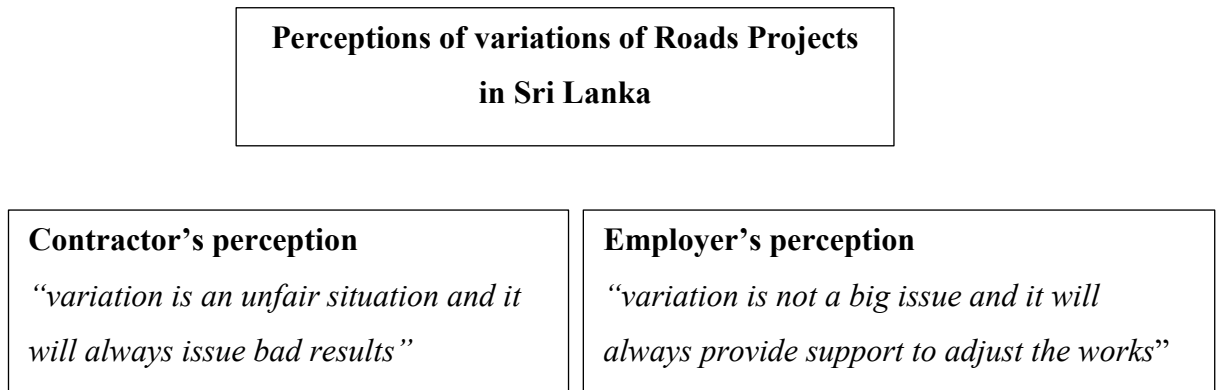 Perceptions of variations of Roads Projects
in Sri Lanka
Contractor’s perception
“variation is an unfair situation and it
will always issue bad results”
Employer’s perception
“variation is not a big issue and it will
always provide support to adjust the works”